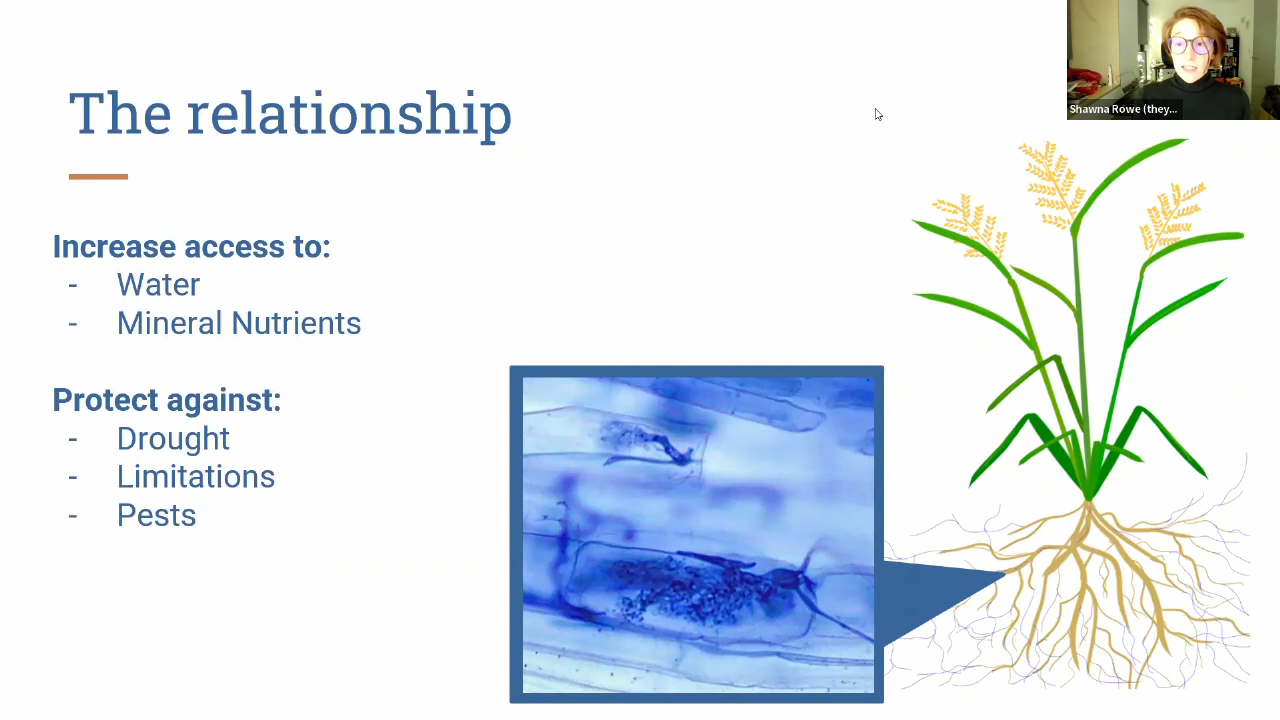 The relationship
Shawna Rowe (they...
Increase access to:
- Water
- Mineral Nutrients
Protect against:
- Drought
- Limitations
- Pests